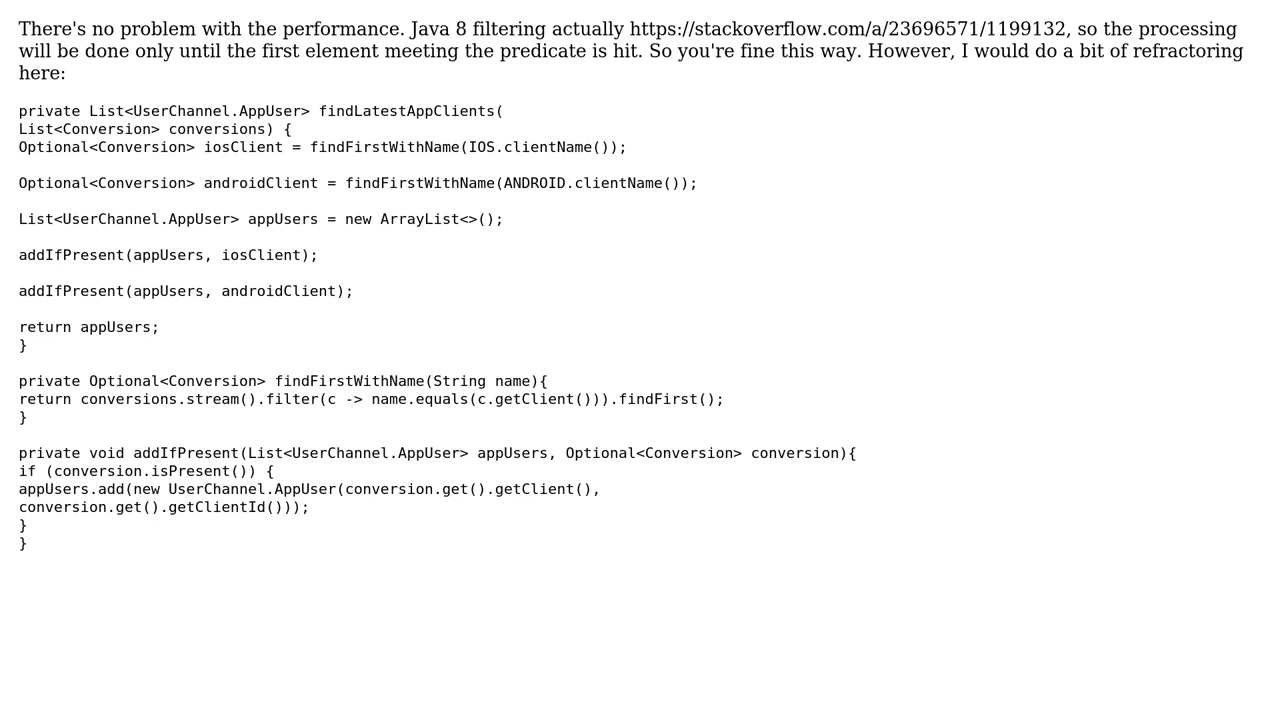 There's no problem with the performance. Java 8 filtering actually https://stackoverflow.com/a/23696571/1199132, so the processing
will be done only until the first element meeting the predicate is hit. So you're fine this way. However, I would do a bit of refractoring
here:
private List<UserChannel.AppUser> findLatestAppClients(
List<Conversion> conversions) {
Optional<Conversion> iosClient = findFirstWithName(IOS.clientName());
Optional<Conversion> androidClient = findFirstWithName(ANDROID.clientName());
List<UserChannel.AppUser> appUsers = new ArrayList<>();
addIfPresent(appUsers, iosClient);
addIfPresent(appUsers, androidClient);
return appUsers;
}
private Optional<Conversion> findFirstWithName(String name){
return conversions.stream().filter(c -> name.equals(c.getClient())).findFirst();
}
private void addIfPresent(List<UserChannel.AppUser> appUsers, Optional<Conversion> conversion){
if (conversion.isPresent()) {
appUsers.add(new UserChannel.AppUser(conversion.get().getClient(),
conversion.get().getClientId()));
}
}